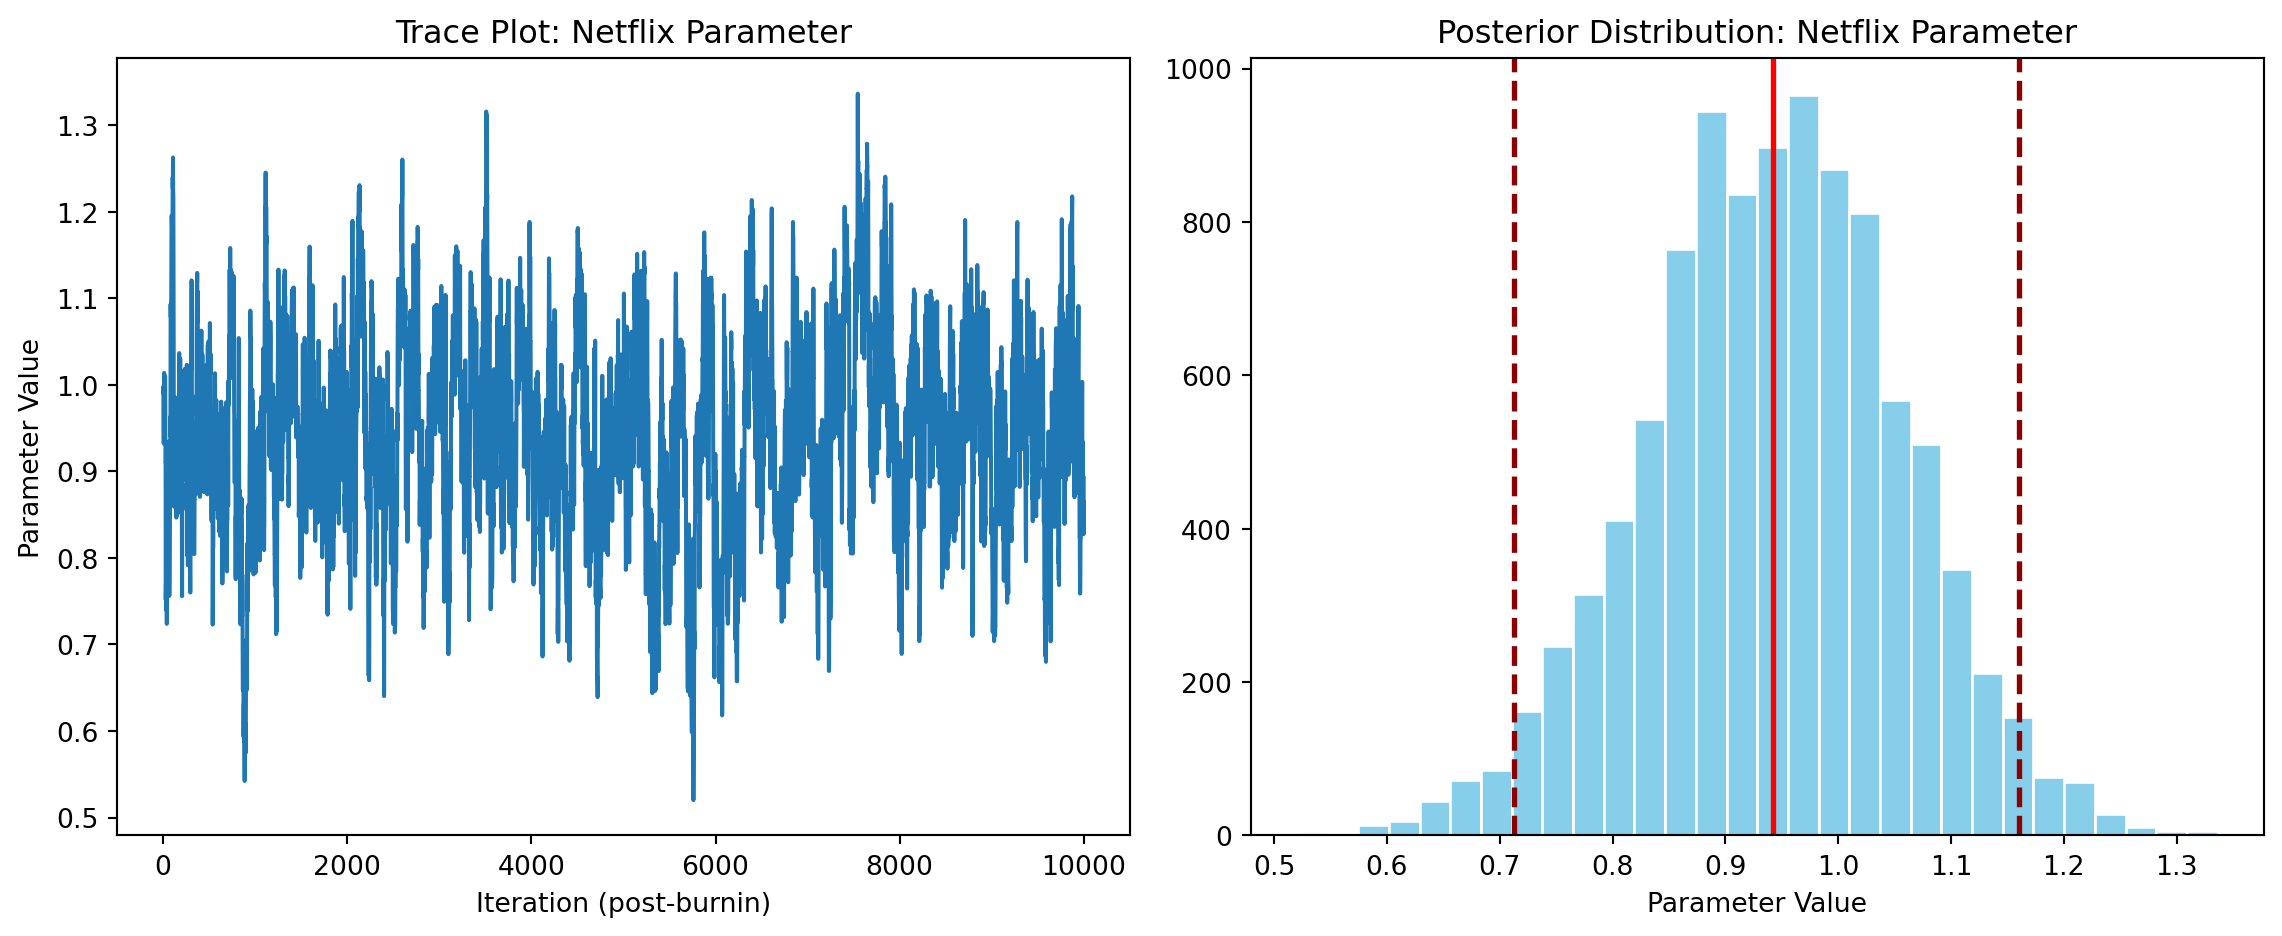 Trace Plot: Netflix Parameter
Parameter Value
1.3
1.2
1.1
1.0
0.9
0.8
0.7
0.6
0.5
0 2000 4000 6000 8000 10000
Iteration (post-burnin)
Posterior Distribution: Netflix Parameter
1000
800
600
400
200
0
0.5 0.6 0.7 0.8 0.9 1.0 1.1 1.2 1.3
Parameter Value